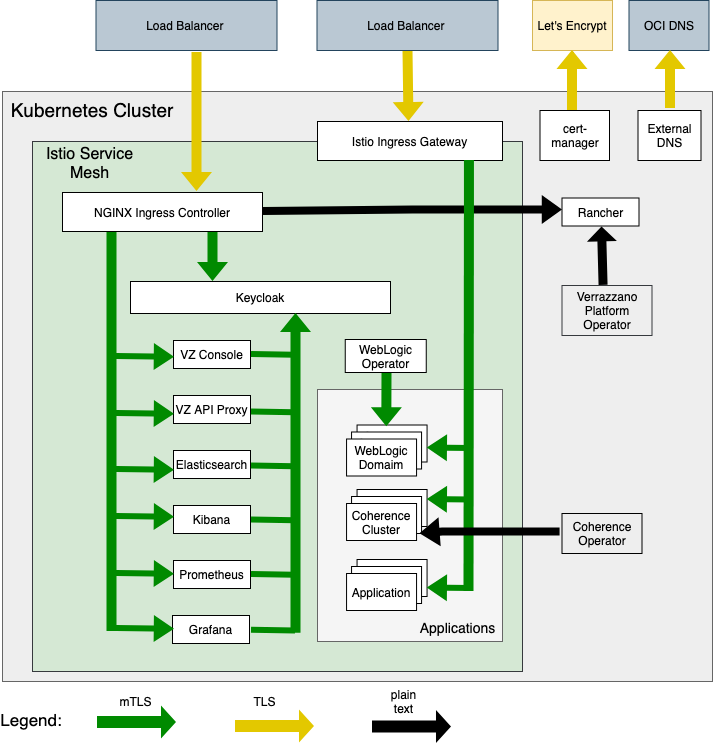 Load Balancer
Load Balancer
Let's Encrypt
OCI DNS
Kubernetes Cluster
cert-
manager
External
DNS
Istio Ingress Gateway
Istio Service
Mesh
NGINX Ingress Controller
Rancher
Keycloak
Verrazzano
Platform
Operator
VZ Console
WebLogic
Operator
VZ API Proxy
WebLogic
Domaim
Elasticsearch
Kibana
Coherence
Cluster
Coherence
Operator
Prometheus
Application
Grafana
Applications
Legend:
mTLS
TLS
plain
text